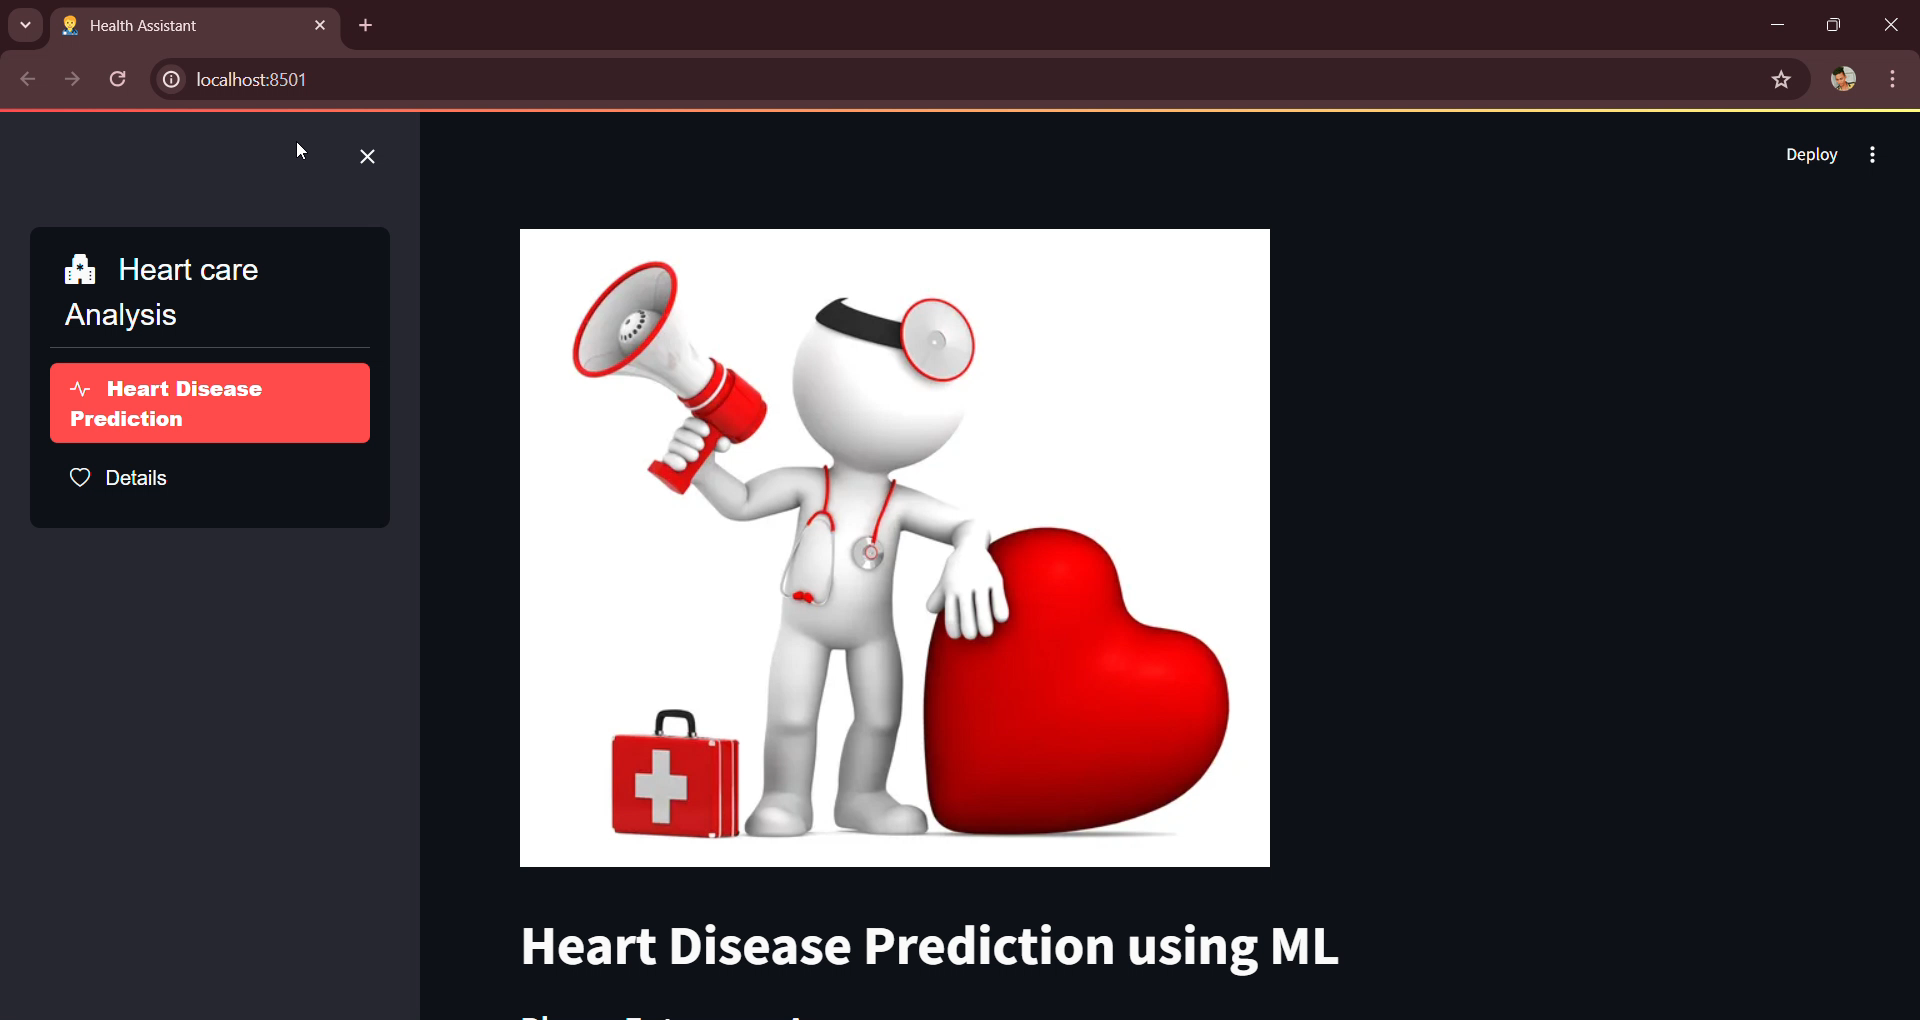 Health Assistant
localhost:8501
Deploy
Heart care
Analysis
Heart Disease
Prediction
Details
Heart Disease Prediction using ML